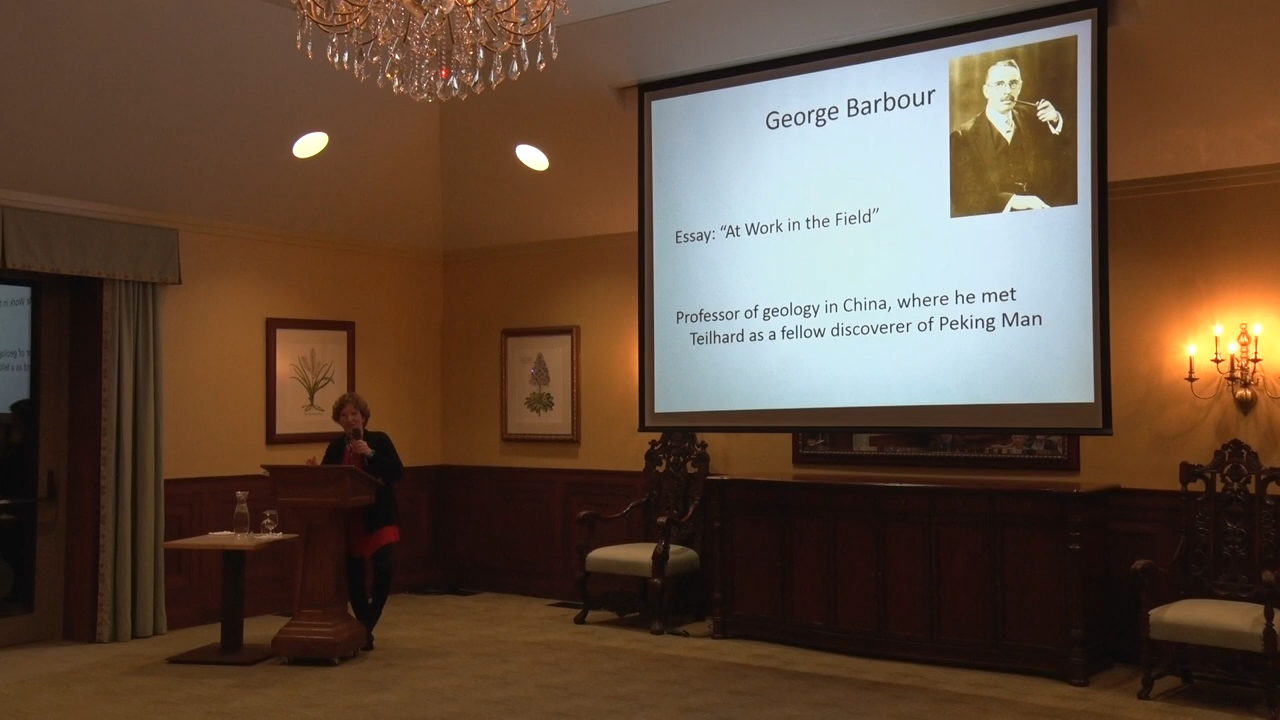 George Barbour
Essay: “At Work in the Field”
Professor of geology in China, where he met
Teilhard as a fellow discoverer of Peking Man